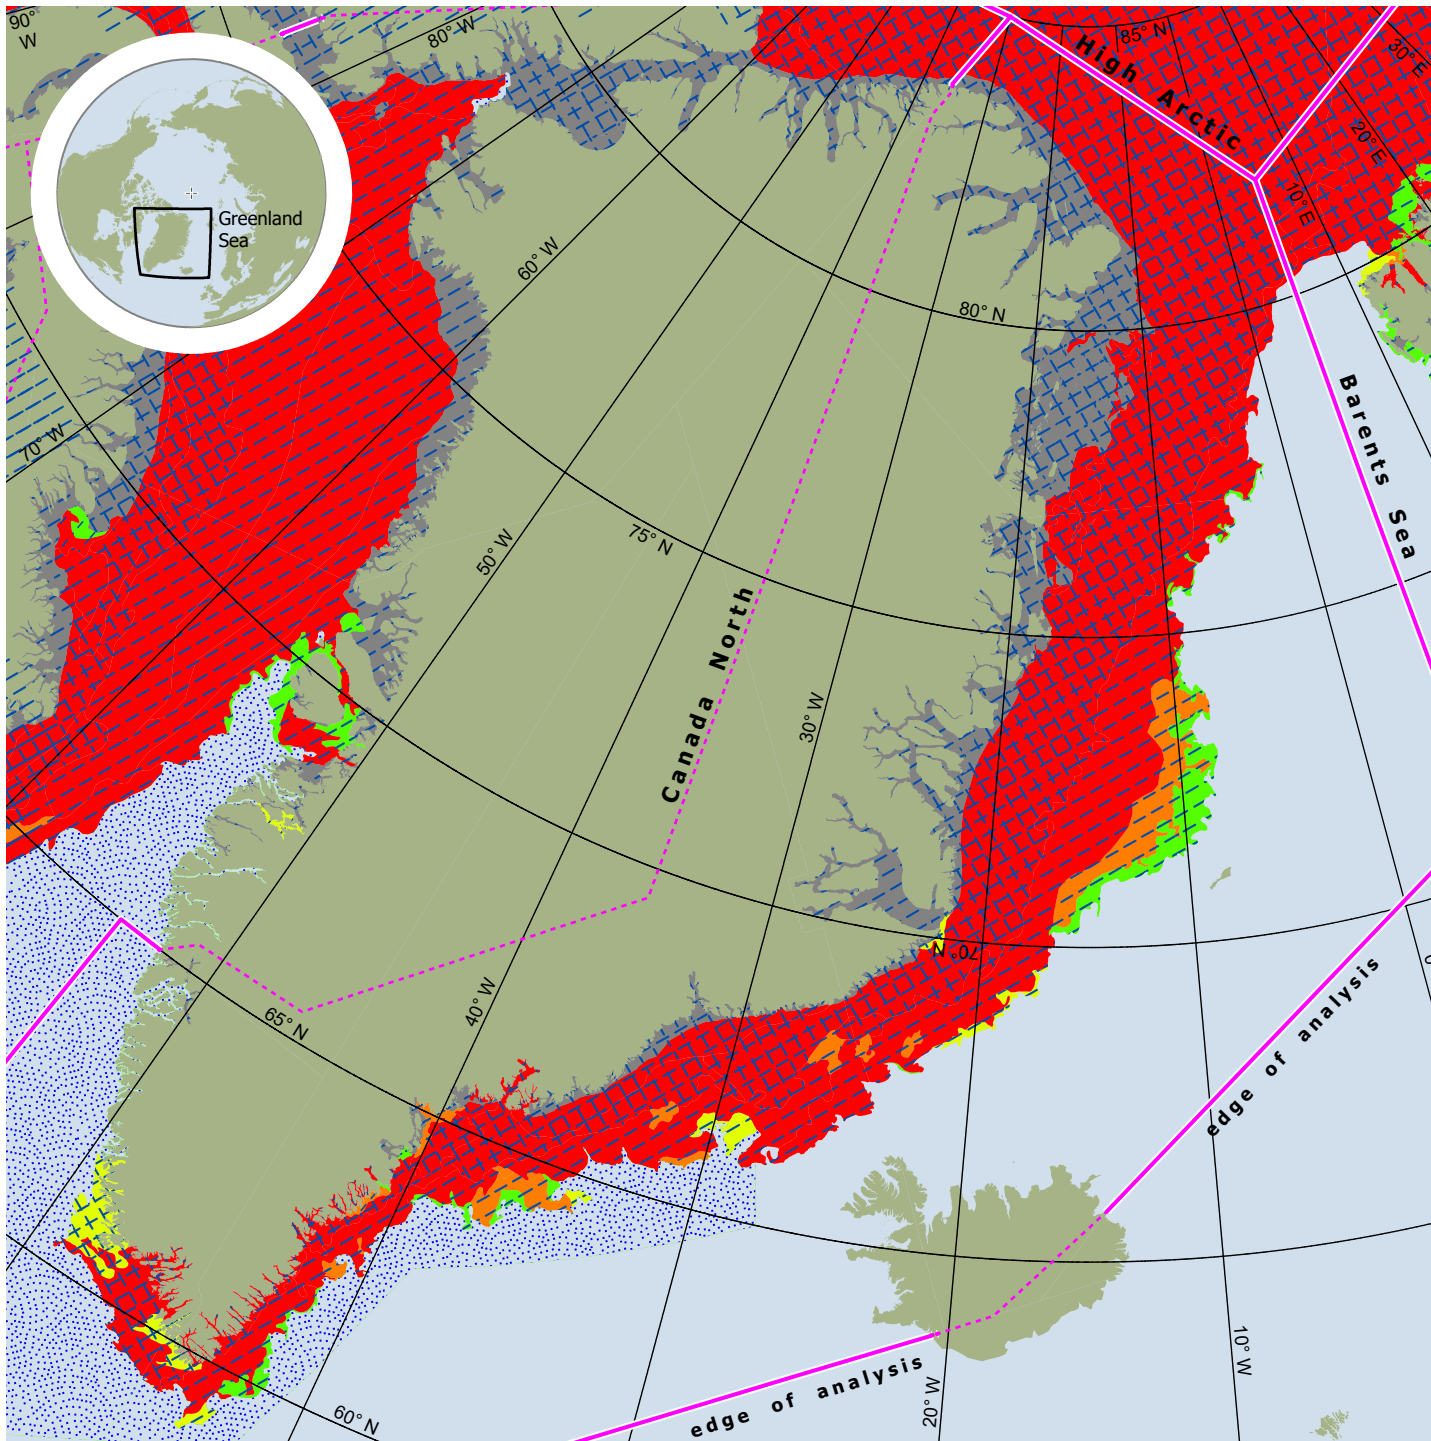 90°
W
80° W
85° N
30° E
High Arctic
20° E
10° E
Greenland
Sea
60° W
80° N
70° W
Barents Sea
75° N
50° W
Canada North
30° W
70° N
0
edge of analysis
40° W
65° N
10° W
edge of analysis
20° W
60° N